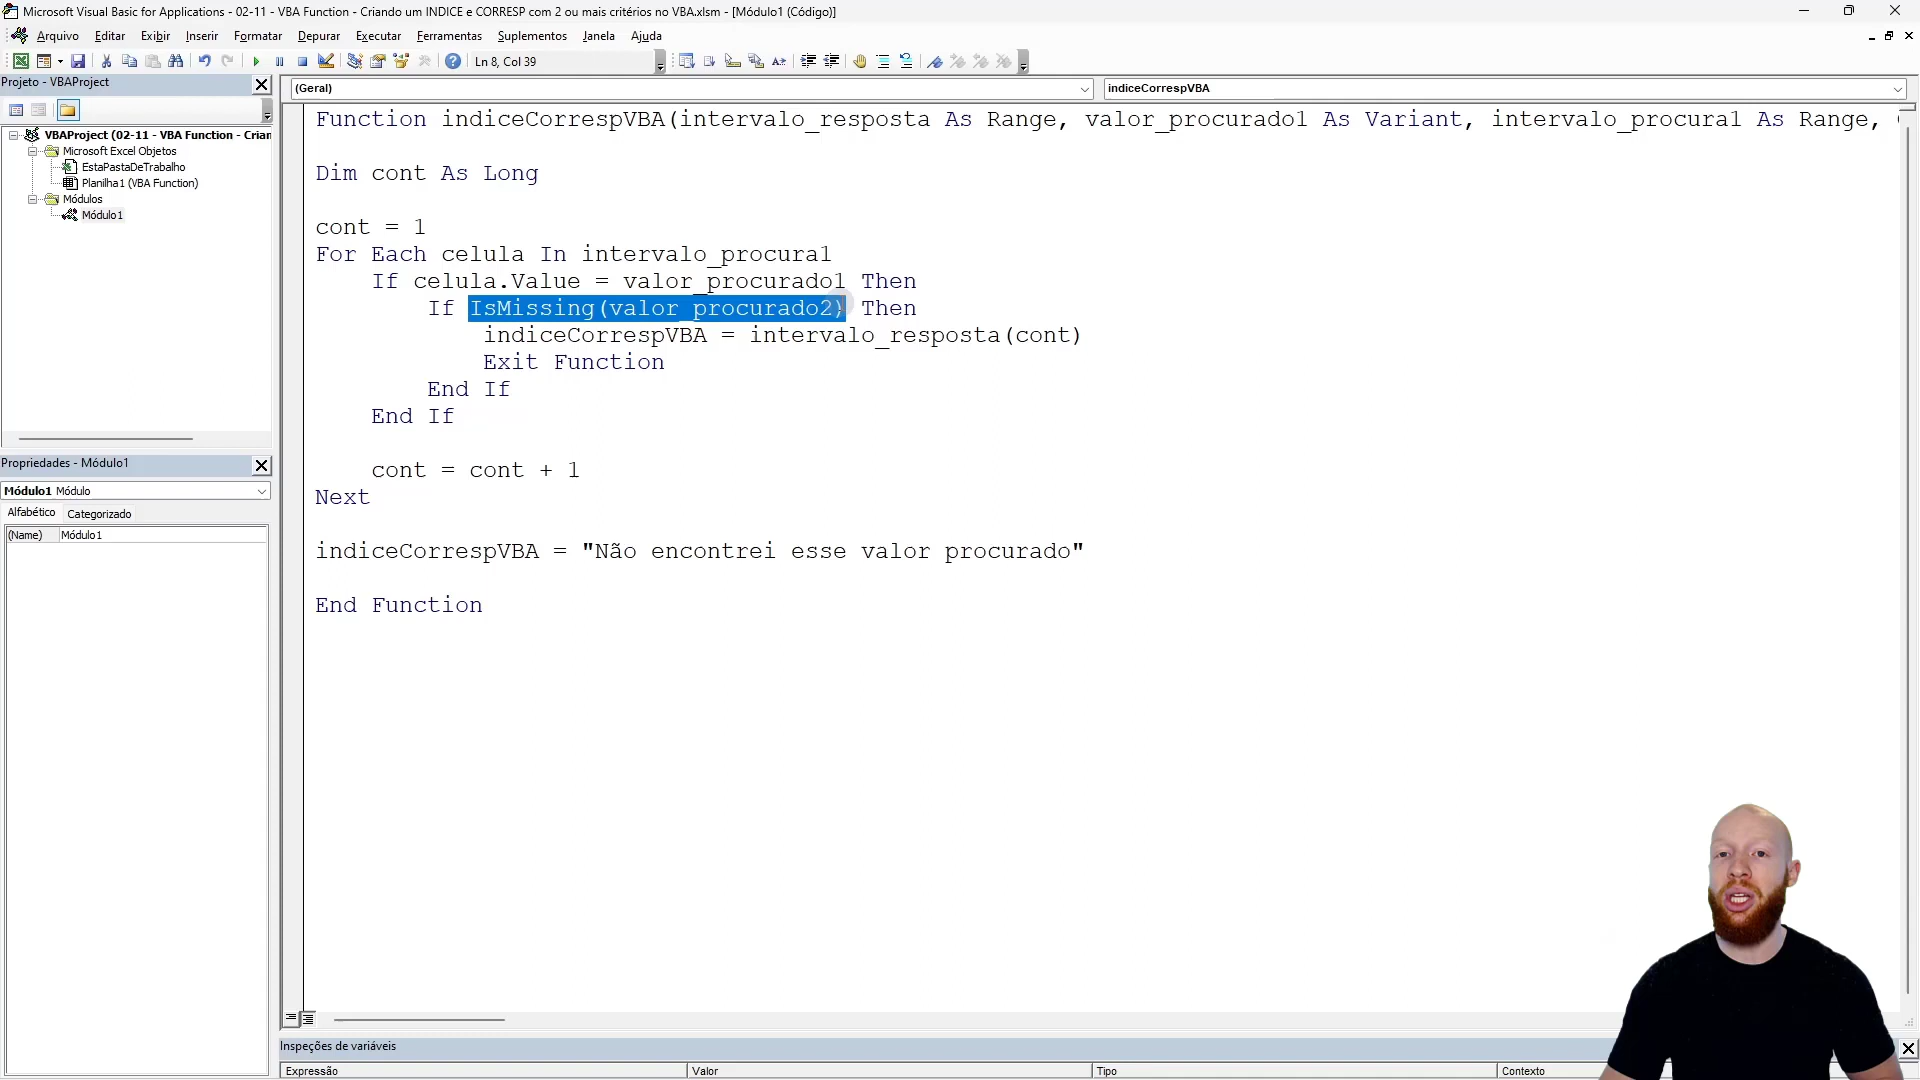 Microsoft Visual Basic for Applications - 02-11 - VBA Function - Criando um INDICE e CORRESP com 2 ou mais critérios no VBA.xlsm - [Módulo1 (Código)]
Arquivo Editar Exibir Inserir Formatar Depurar Executar Ferramentas Suplementos Janela Ajuda
Ln 8, Col 39
Projeto - VBAProject
(Geral)
indiceCorrespVBA
VBAProject (02-11 - VBA Function - Crian
Microsoft Excel Objetos
EstaPastaDeTrabalho
Planilha1 (VBA Function)
Módulos
Módulo1
Function indiceCorrespVBA(intervalo_resposta As Range, valor_procurado1 As Variant, intervalo_procura1 As Range,
Dim cont As Long
cont = 1
For Each celula In intervalo_procura1
If celula.Value = valor_procurado1 Then
If IsMissing(valor_procurado2) Then
indiceCorrespVBA = intervalo_resposta(cont)
Exit Function
End If
End If
cont = cont + 1
Next
indiceCorrespVBA = "Não encontrei esse valor procurado"
End Function
Propriedades - Módulo1
Módulo1 Módulo
Alfabético Categorizado
(Name) Módulo1
Inspeções de variáveis
Expressão Valor Tipo Contexto